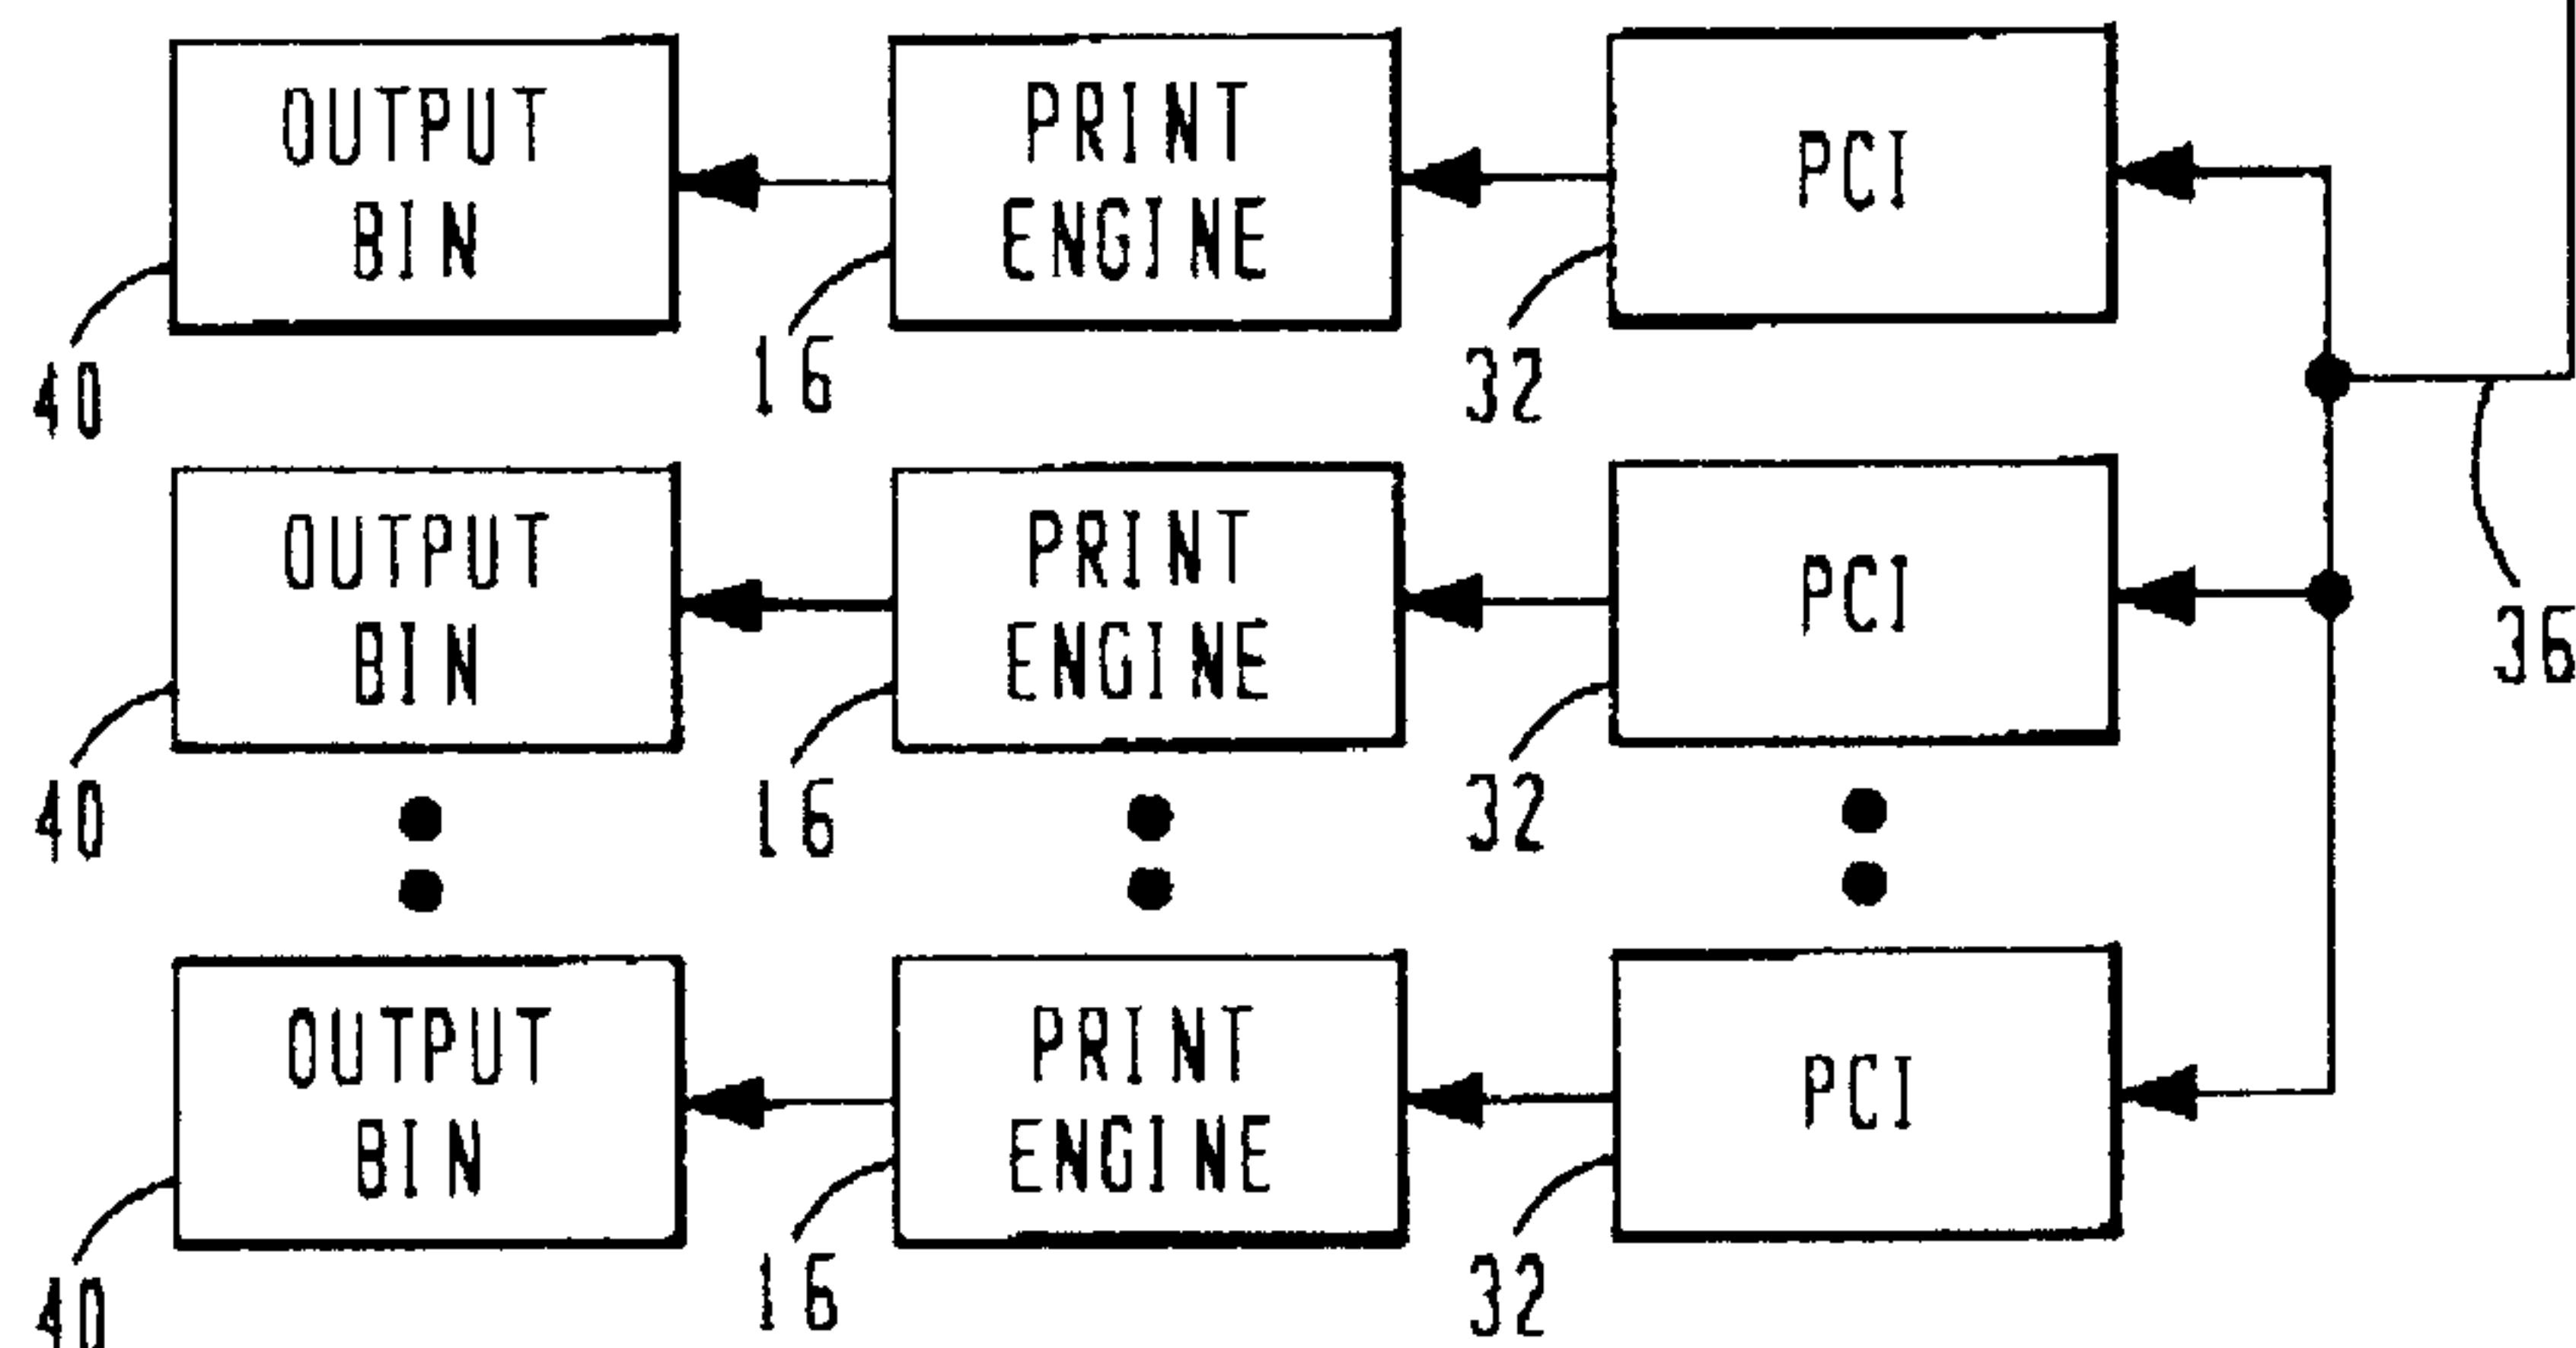 OUTPUT
BIN
PRINT
ENGINE
PCI
40
16
32
OUTPUT
BIN
PRINT
ENGINE
PCI
36
40
16
32
OUTPUT
BIN
PRINT
ENGINE
PCI
40
16
32